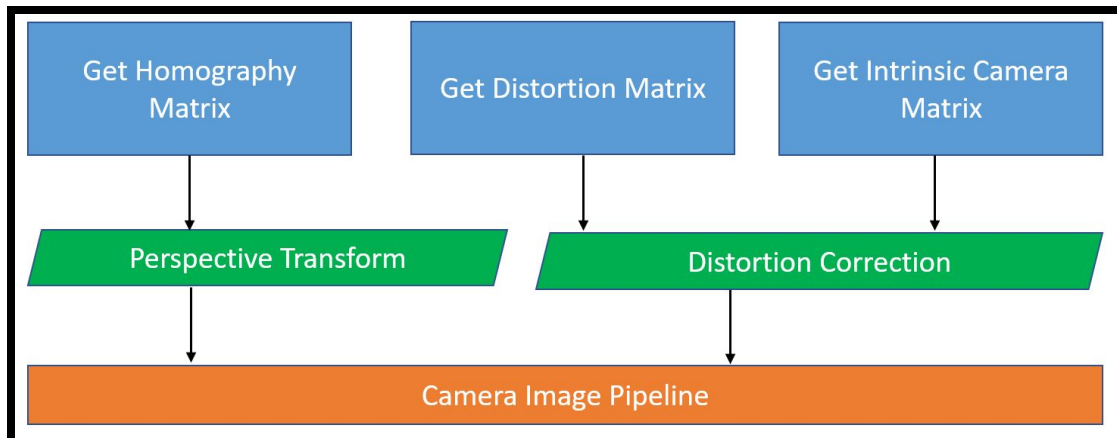 Get Homography
Matrix
Get Distortion Matrix
Get Intrinsic Camera
Matrix
Perspective Transform
Distortion Correction
Camera Image Pipeline